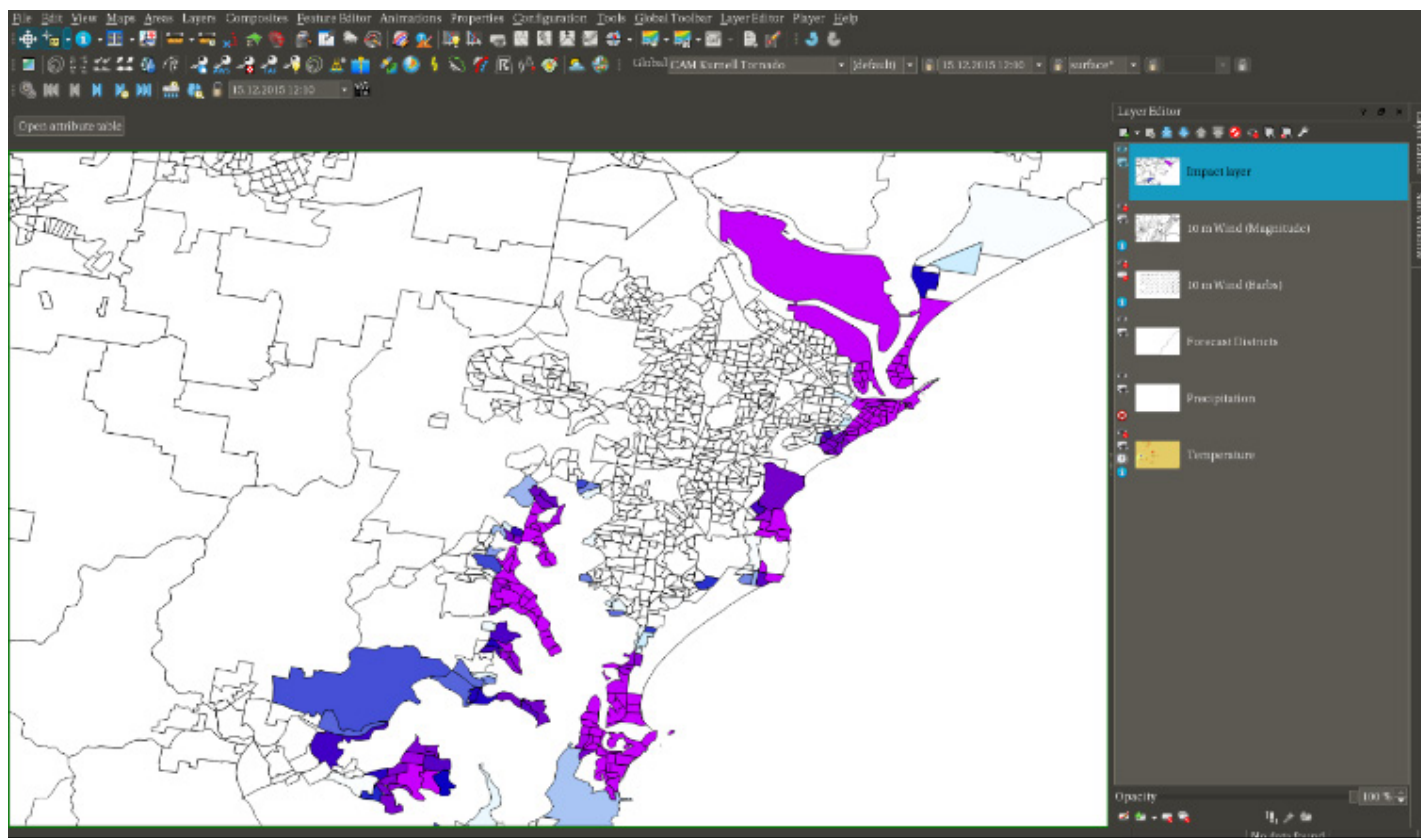 File Edit View Maps Areas Layers Composites Feature Editor Animations Properties Configuration Tools Global Toolbar Layer Editor Player Help
Global CAM Kurnell Tornado (default) 15.12.2015 12:10 surface*
15.12.2015 12:10
Open attribute table
Layer Editor
Impact layer
10 m Wind (Magnitude)
10 m Wind (Barbs)
Forecast Districts
Precipitation
Temperature
Opacity
100 %
No data found